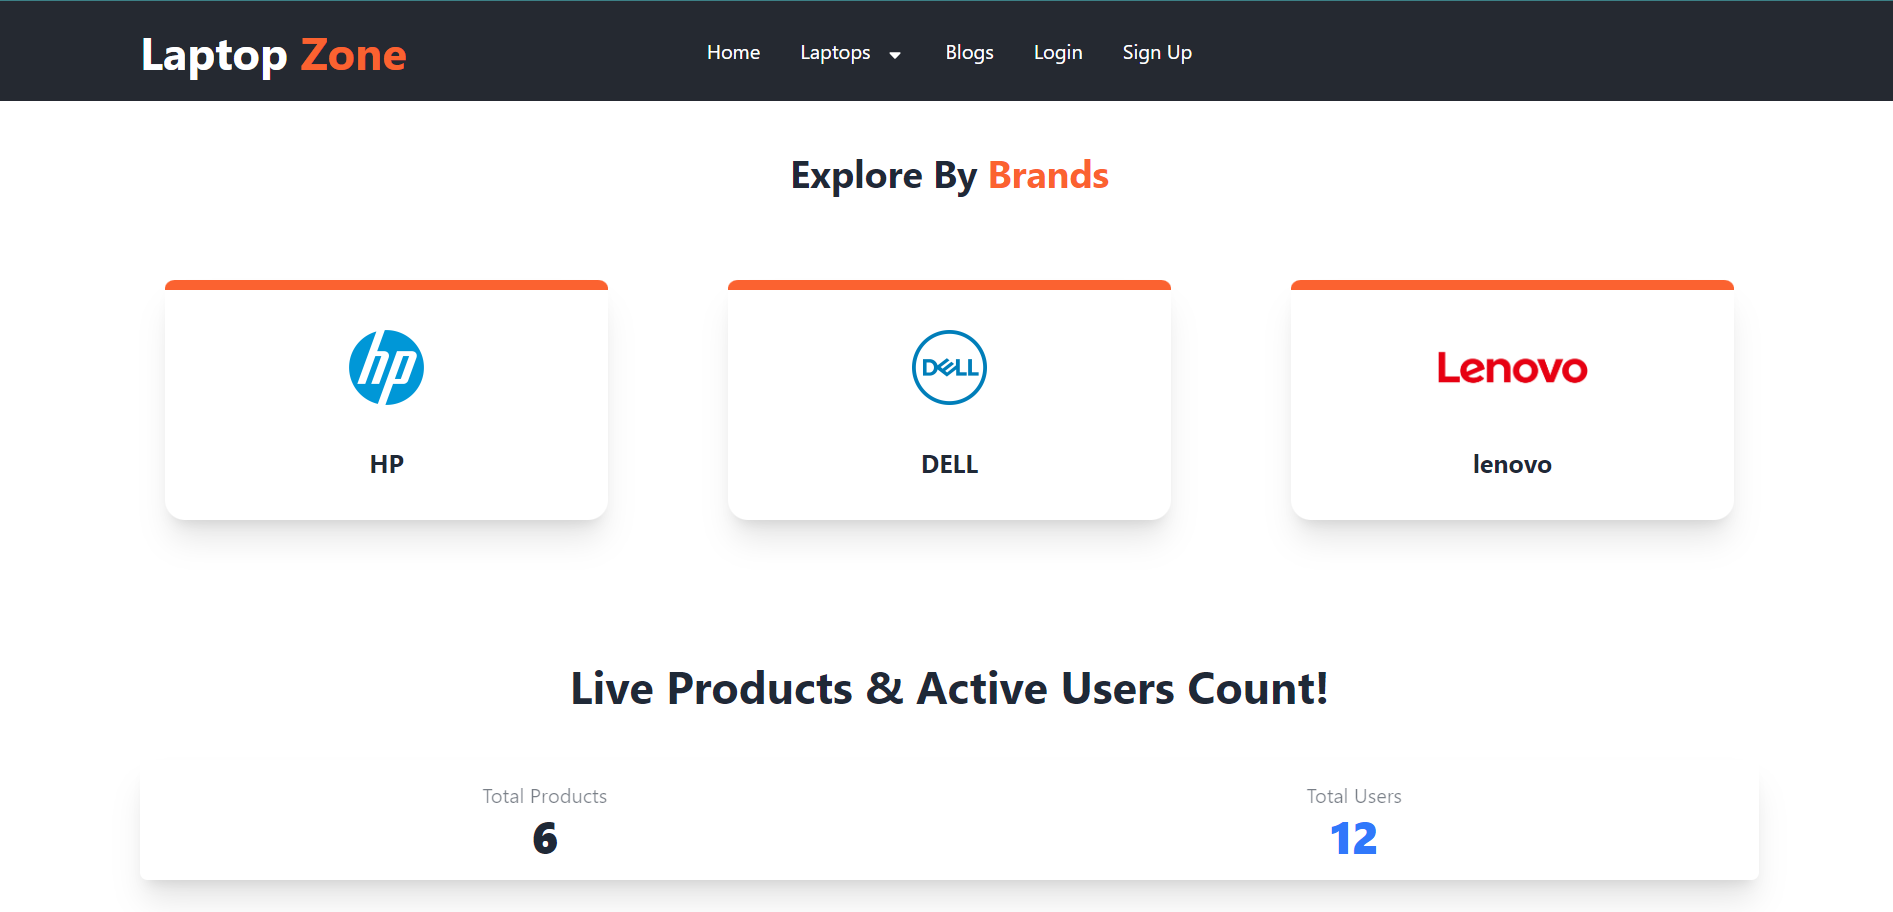 Laptop Zone
Home Laptops Blogs Login Sign Up
Explore By Brands
hp
DELL
Lenovo
HP
DELL
lenovo
Live Products & Active Users Count!
Total Products
6
Total Users
12